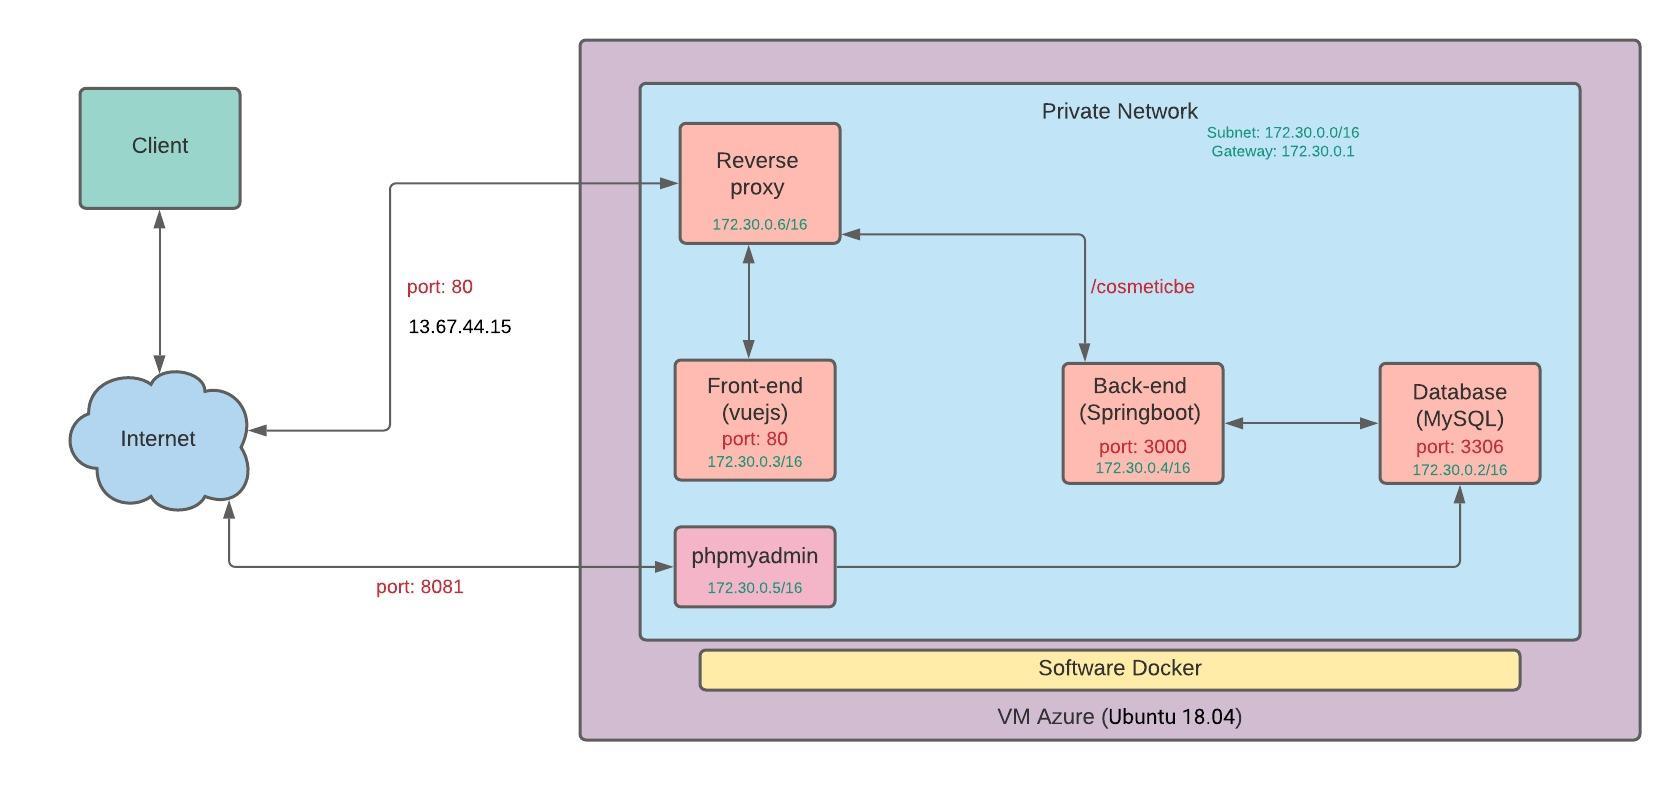 Client
Internet
port: 80
13.67.44.15
port: 8081
Private Network
Subnet: 172.30.0.0/16
Gateway: 172.30.0.1
Reverse
proxy
172.30.0.6/16
/cosmeticbe
Front-end
(vuejs)
port: 80
172.30.0.3/16
Back-end
(Springboot)
port: 3000
172.30.0.4/16
Database
(MySQL)
port: 3306
172.30.0.2/16
phpmyadmin
172.30.0.5/16
Software Docker
VM Azure (Ubuntu 18.04)